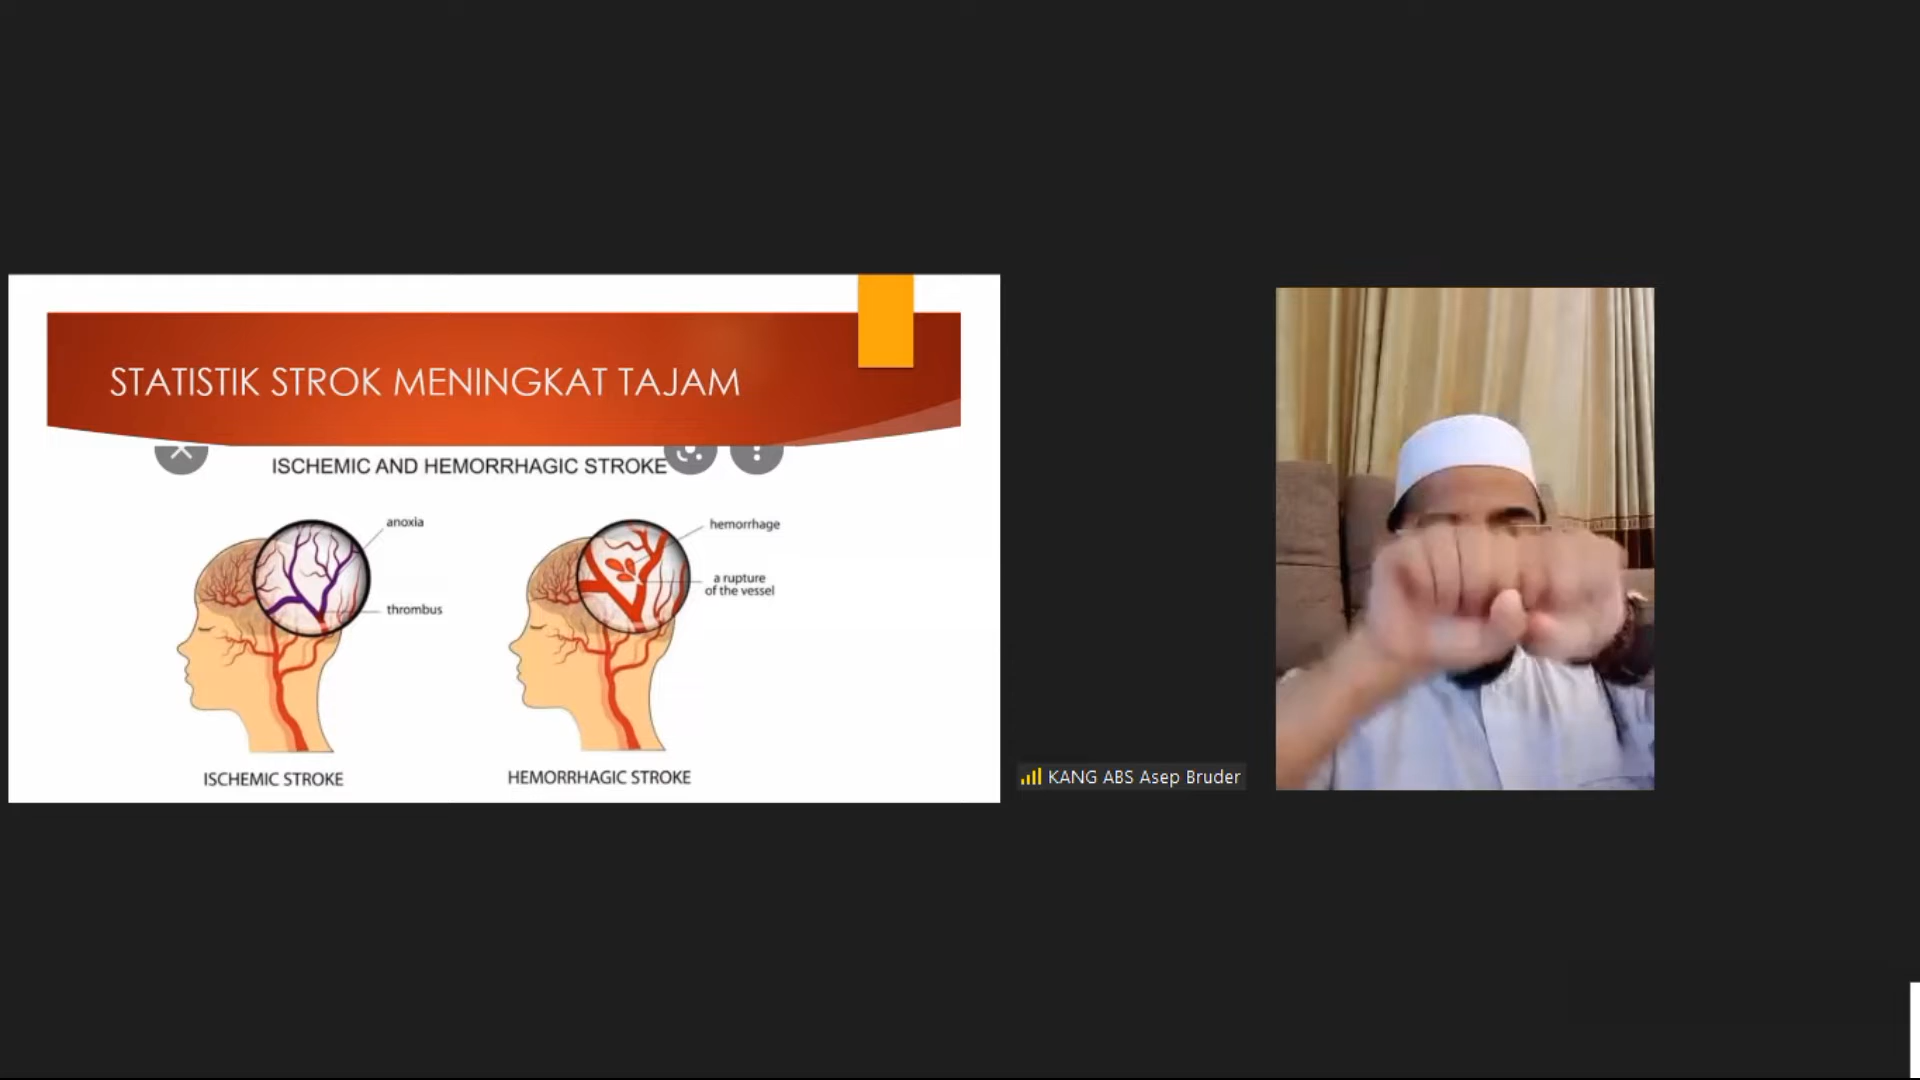 STATISTIK STROK MENINGKAT TAJAM
ISCHEMIC AND HEMORRHAGIC STROKE
anoxia
thrombus
ISCHEMIC STROKE
hemorrhage
a rupture
of the vessel
HEMORRHAGIC STROKE
KANG ABS Asep Bruder